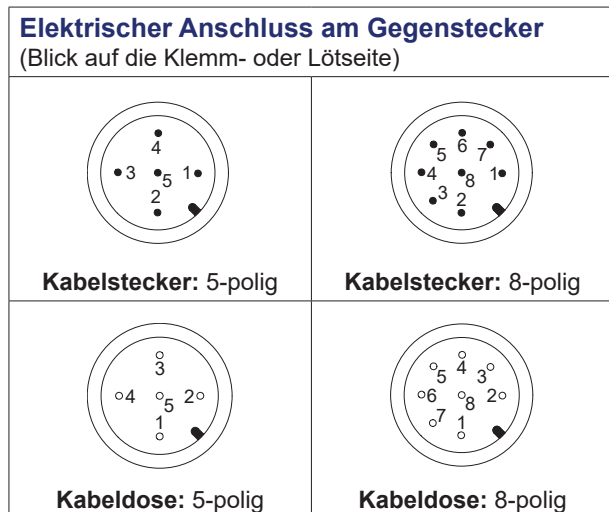 Elektrischer Anschluss am Gegenstecker
(Blick auf die Klemm- oder Lötseite)
4
3 5 1
2
Kabelstecker: 5-polig
5 6 7
4 8 1
3 2
Kabelstecker: 8-polig
3
4 5 2
1
Kabeldose: 5-polig
5 4 3
6 8 2
7 1
Kabeldose: 8-polig